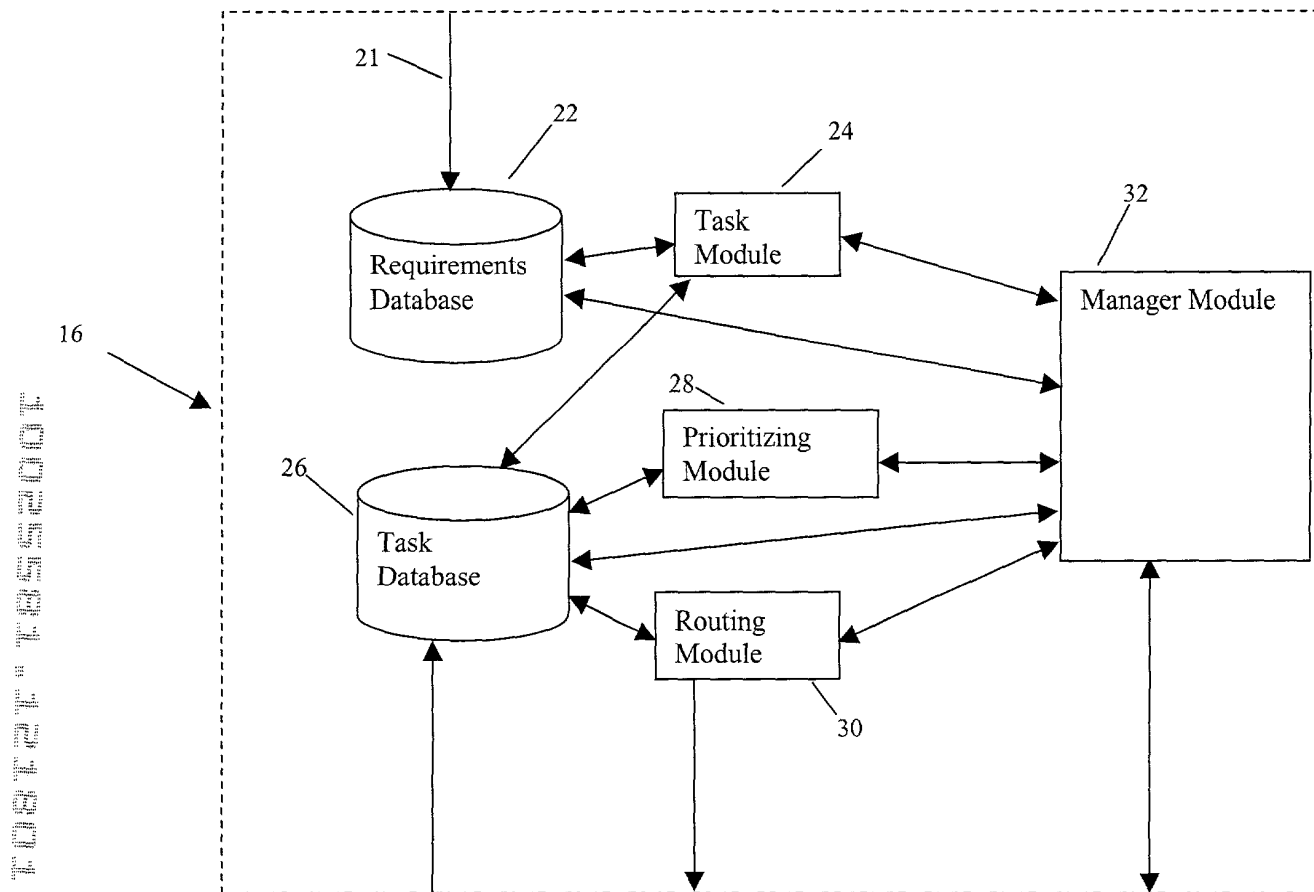 21
22
24
Task
Module
32
Requirements
Database
Manager Module
16
28
Prioritizing
Module
26
Task
Database
Routing
Module
30